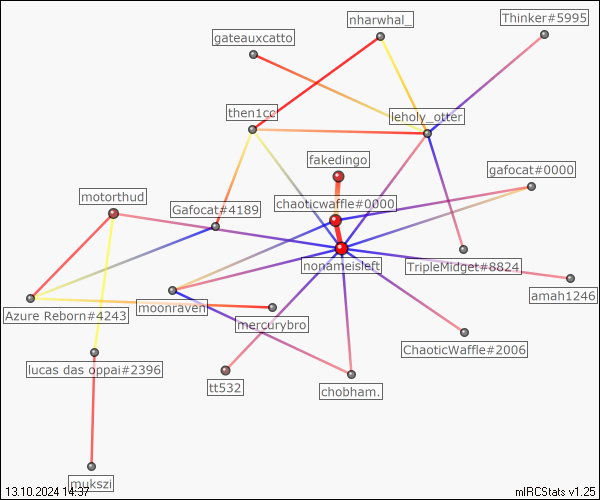 nharwhal_
Thinker#5995
gateauxcatto
then1cc
leholy_otter
fakedingo
gafocat#0000
motorthud
chaoticwaffle#0000
Gafocat#4189
nonameisleft
TripleMidget#8824
amah1246
moonraven
Azure Reborn#4243
mercurybro
ChaoticWaffle#2006
lucas das oppai#2396
tt532
chobham.
mukszi
13.10.2024 14:37
mIRCStats v1.25